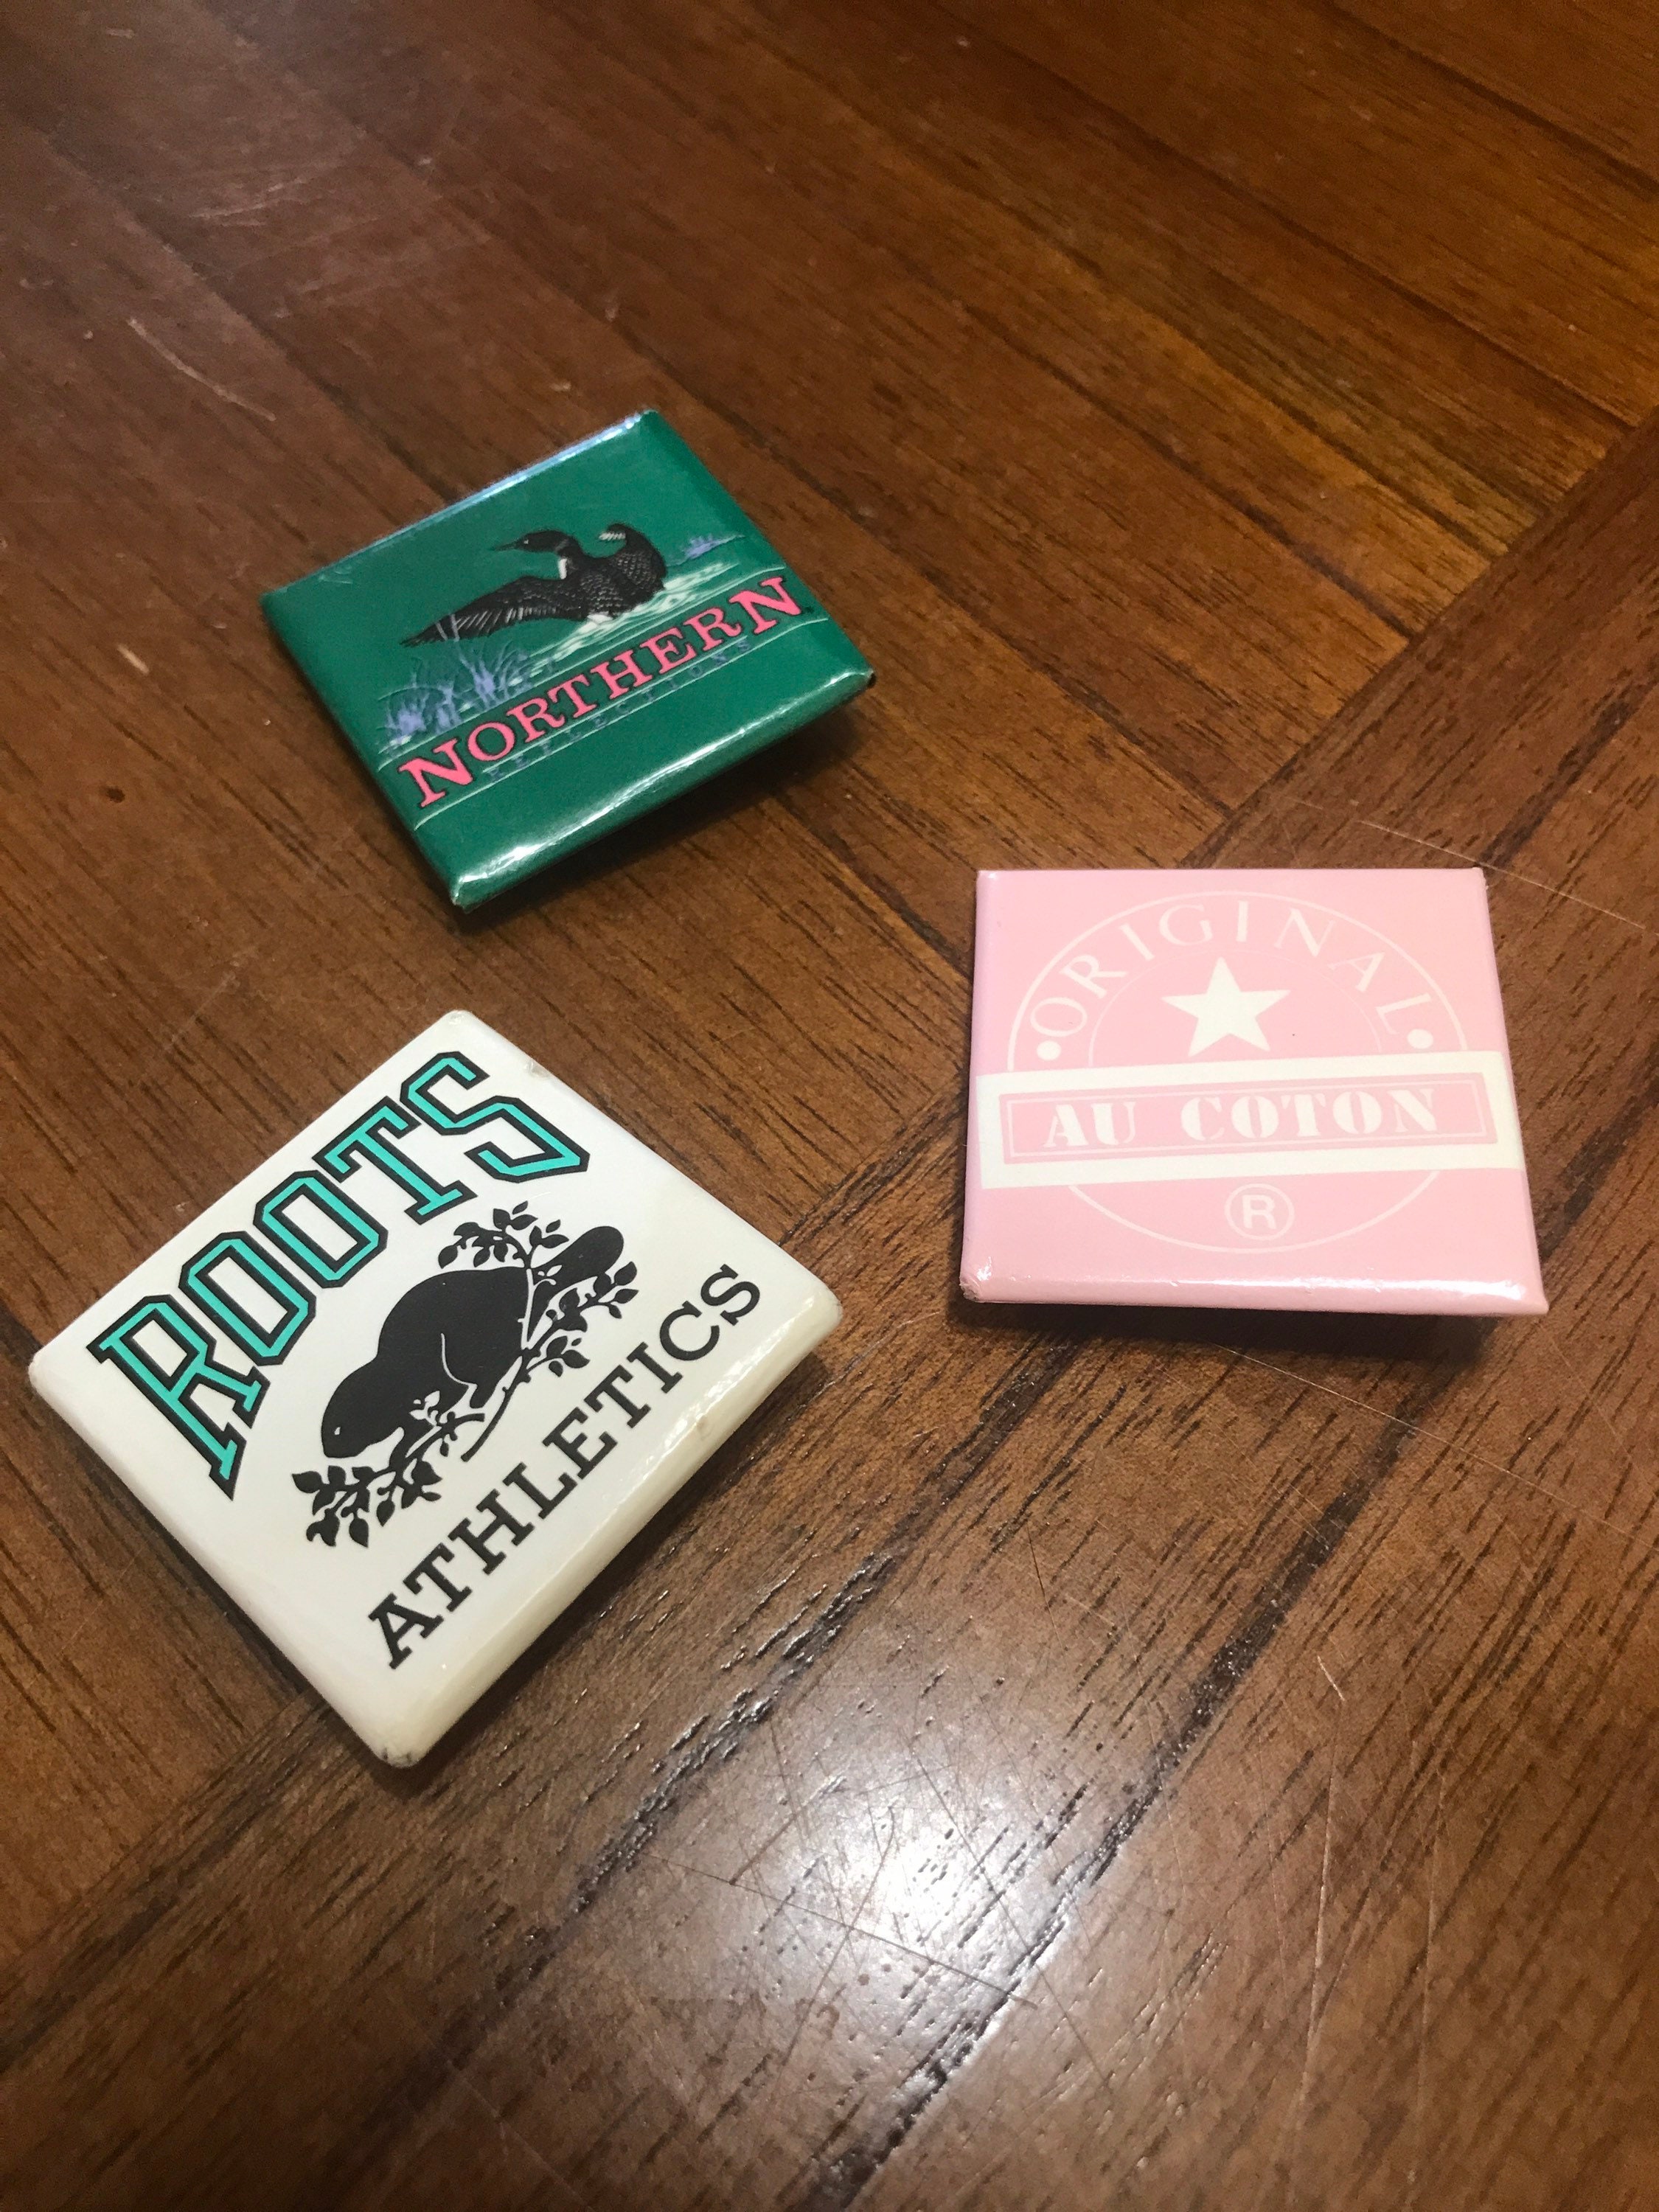 NORTHERN
REFLECTIONS
ORIGINAL
AU COTON
®
ROOTS
ATHLETICS